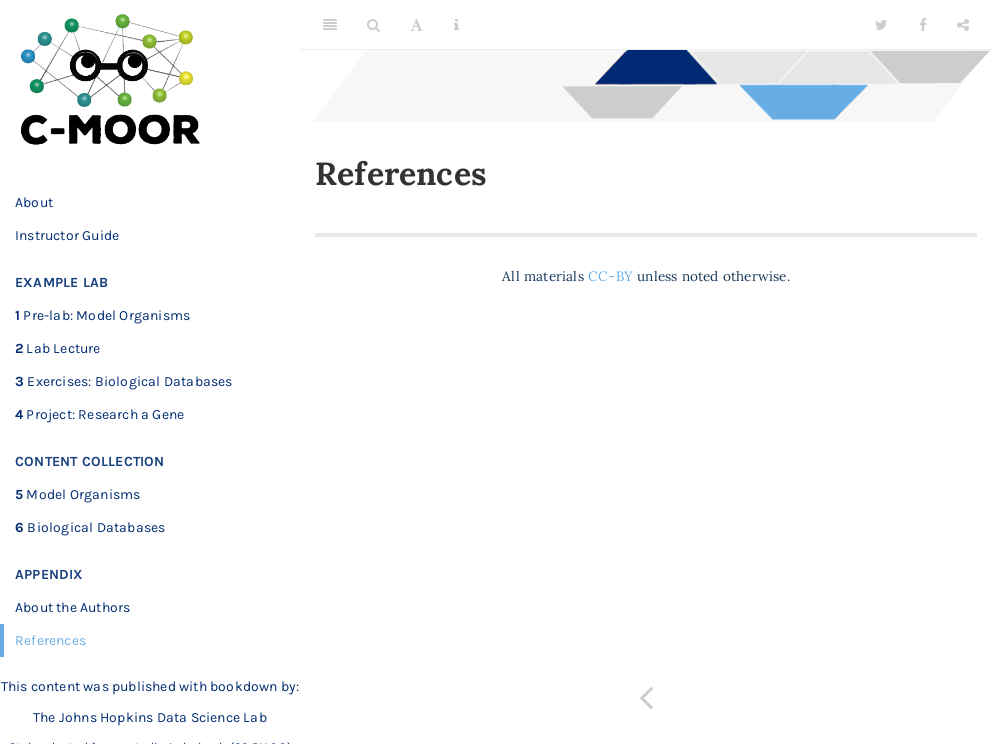 C-MOOR
About
Instructor Guide
EXAMPLE LAB
1 Pre-lab: Model Organisms
2 Lab Lecture
3 Exercises: Biological Databases
4 Project: Research a Gene
CONTENT COLLECTION
5 Model Organisms
6 Biological Databases
APPENDIX
About the Authors
References
This content was published with bookdown by:
The Johns Hopkins Data Science Lab
References
All materials CC-BY unless noted otherwise.